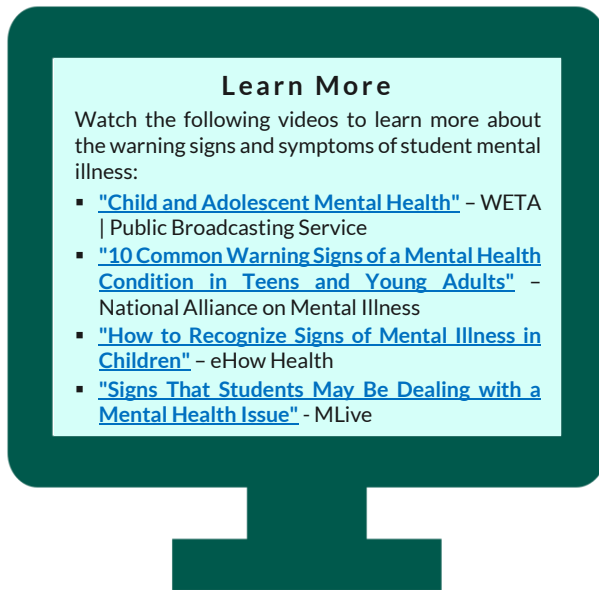 Learn More
Watch the following videos to learn more about
the warning signs and symptoms of student mental
illness:
▪ "Child and Adolescent Mental Health" – WETA
| Public Broadcasting Service
▪ "10 Common Warning Signs of a Mental Health
Condition in Teens and Young Adults" –
National Alliance on Mental Illness
▪ "How to Recognize Signs of Mental Illness in
Children" – eHow Health
▪ "Signs That Students May Be Dealing with a
Mental Health Issue" - MLive